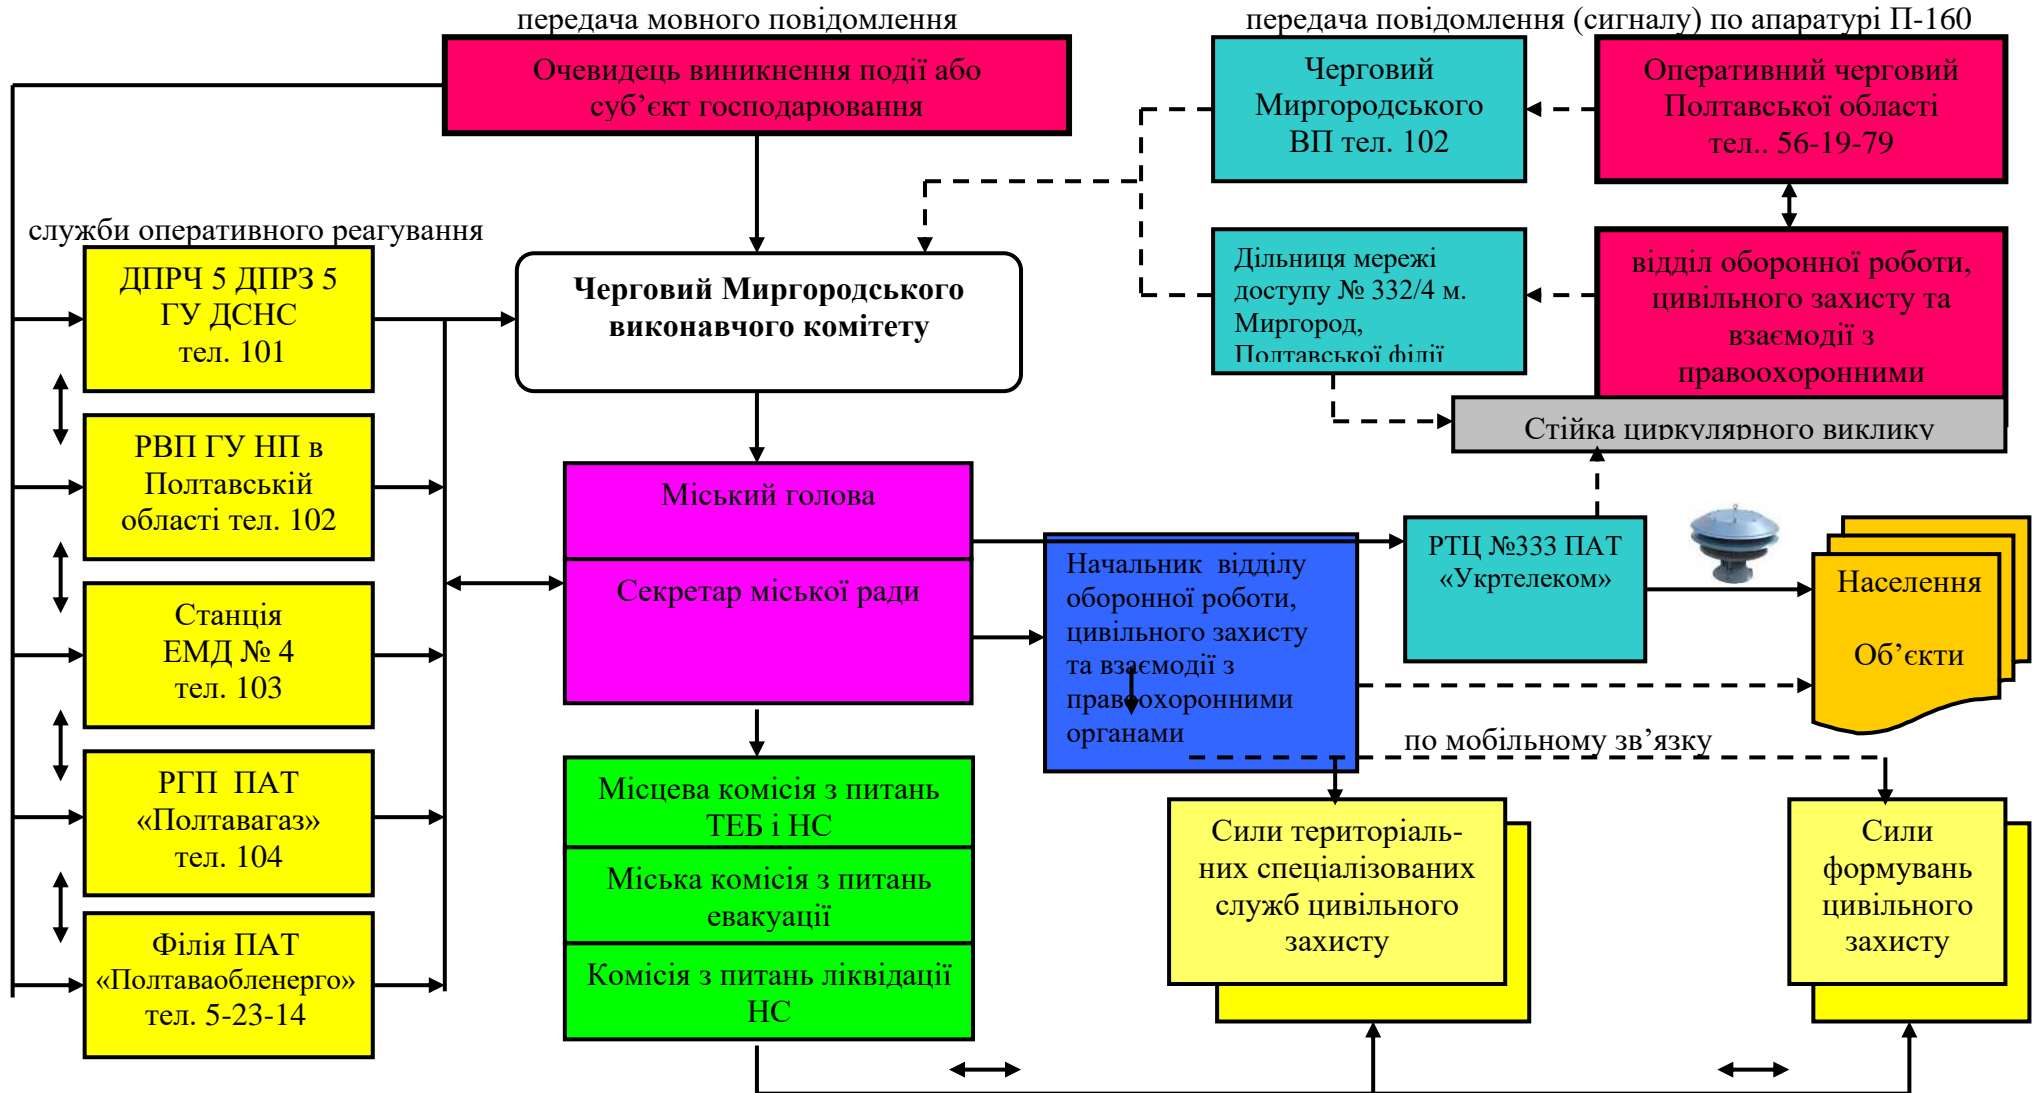 передача мовного повідомлення
передача повідомлення (сигналу) по апаратурі П-160
Очевидець виникнення події або
суб’єкт господарювання
Черговий
Миргородського
ВП тел. 102
Оперативний черговий
Полтавської області
тел.. 56-19-79
служби оперативного реагування
ДПРЧ 5 ДПРЗ 5
ГУ ДСНС
тел. 101
Черговий Миргородського
виконавчого комітету
Дільниця мережі
доступу № 332/4 м.
Миргород,
Полтавської філії
відділ оборонної роботи,
цивільного захисту та
взаємодії з
правоохоронними
Стійка циркулярного виклику
РВП ГУ НП в
Полтавській
області тел. 102
Міський голова
Секретар міської ради
Начальник відділу
оборонної роботи,
цивільного захисту
та взаємодії з
правоохоронними
органами
РТЦ №333 ПАТ
«Укртелеком»
Населення
Об’єкти
Станція
ЕМД № 4
тел. 103
по мобільному зв’язку
РГП ПАТ
«Полтавагаз»
тел. 104
Місцева комісія з питань
ТЕБ і НС
Міська комісія з питань
евакуації
Комісія з питань ліквідації
НС
Сили територіаль-
них спеціалізованих
служб цивільного
захисту
Сили
формувань
цивільного
захисту
Філія ПАТ
«Полтаваобленерго»
тел. 5-23-14